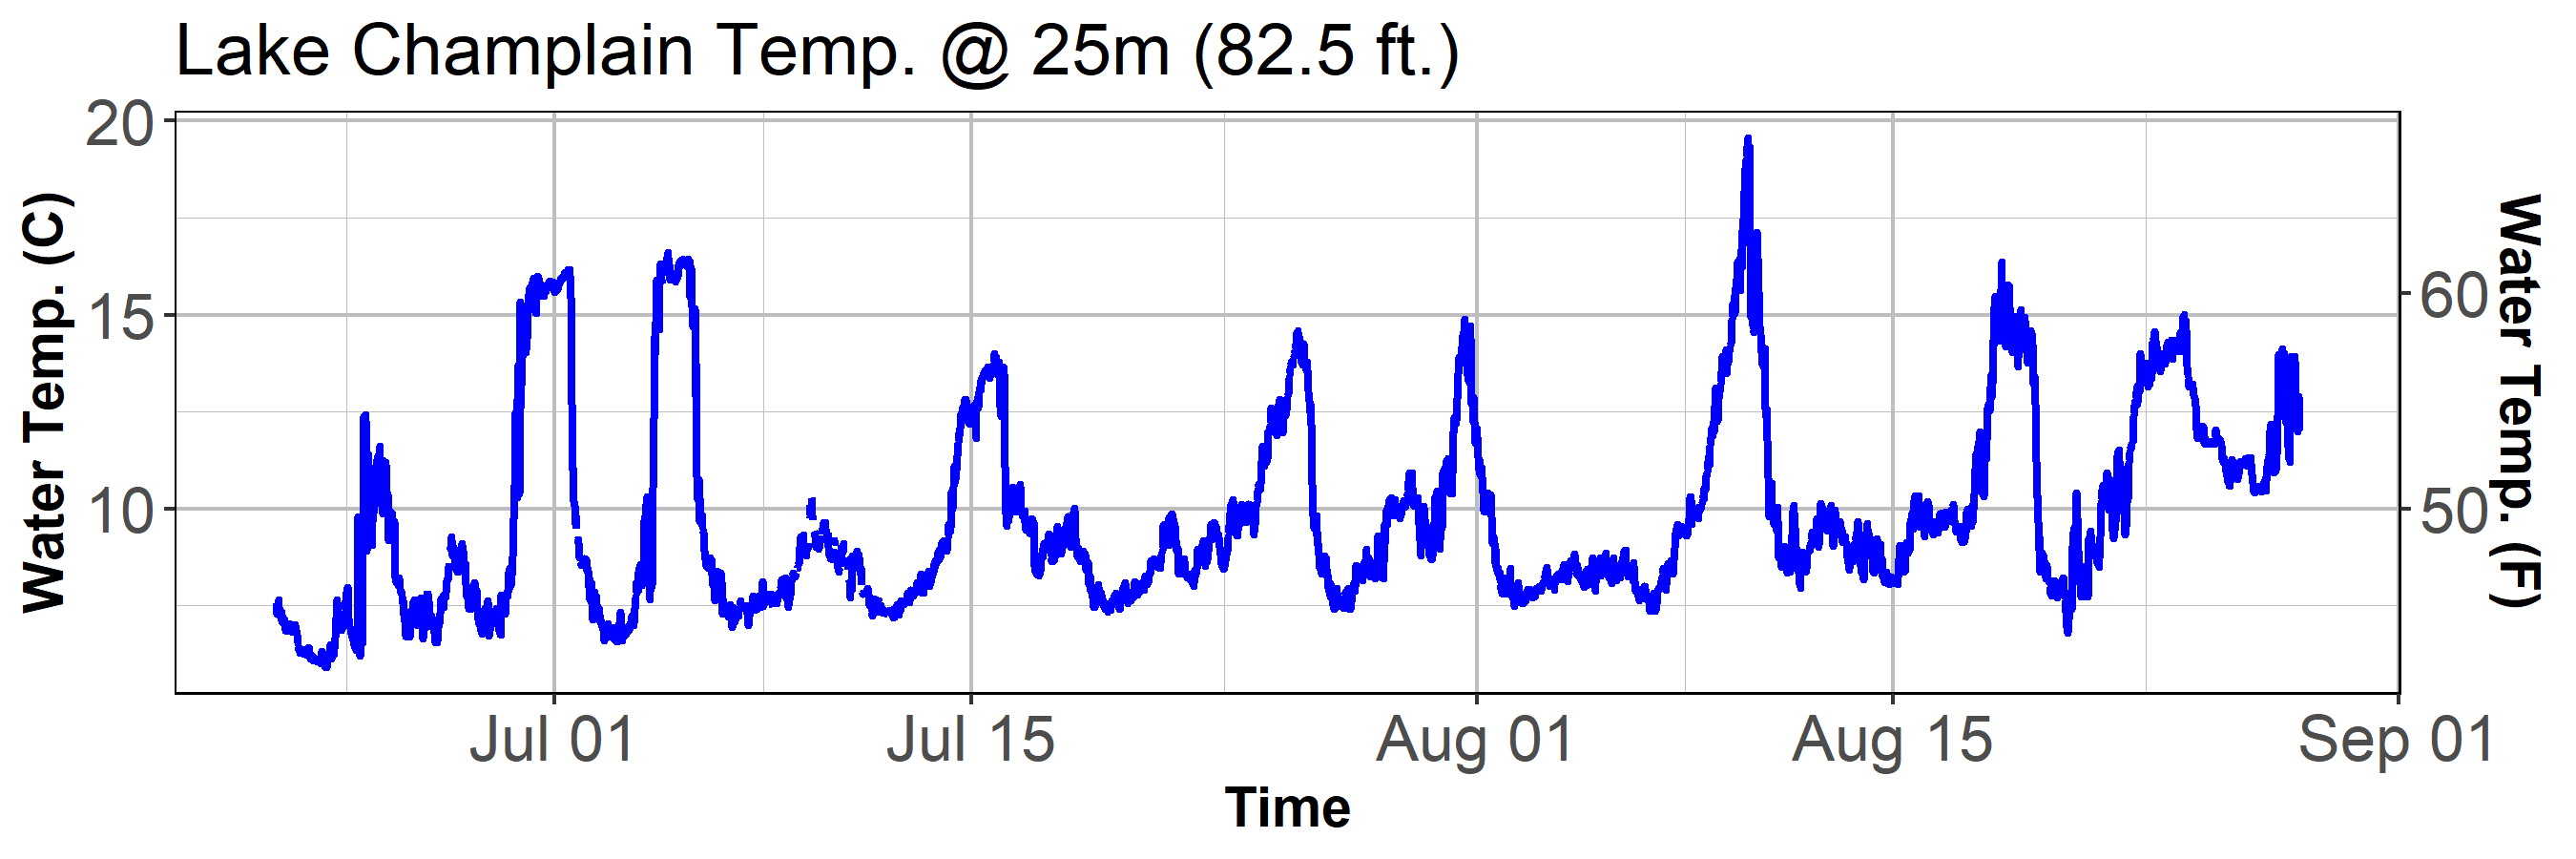 Lake Champlain Temp. @ 25m (82.5 ft.)
20
15
10
Water Temp. (C)
60
50
Water Temp. (F)
Jul 01 Jul 15 Aug 01 Aug 15 Sep 01
Time